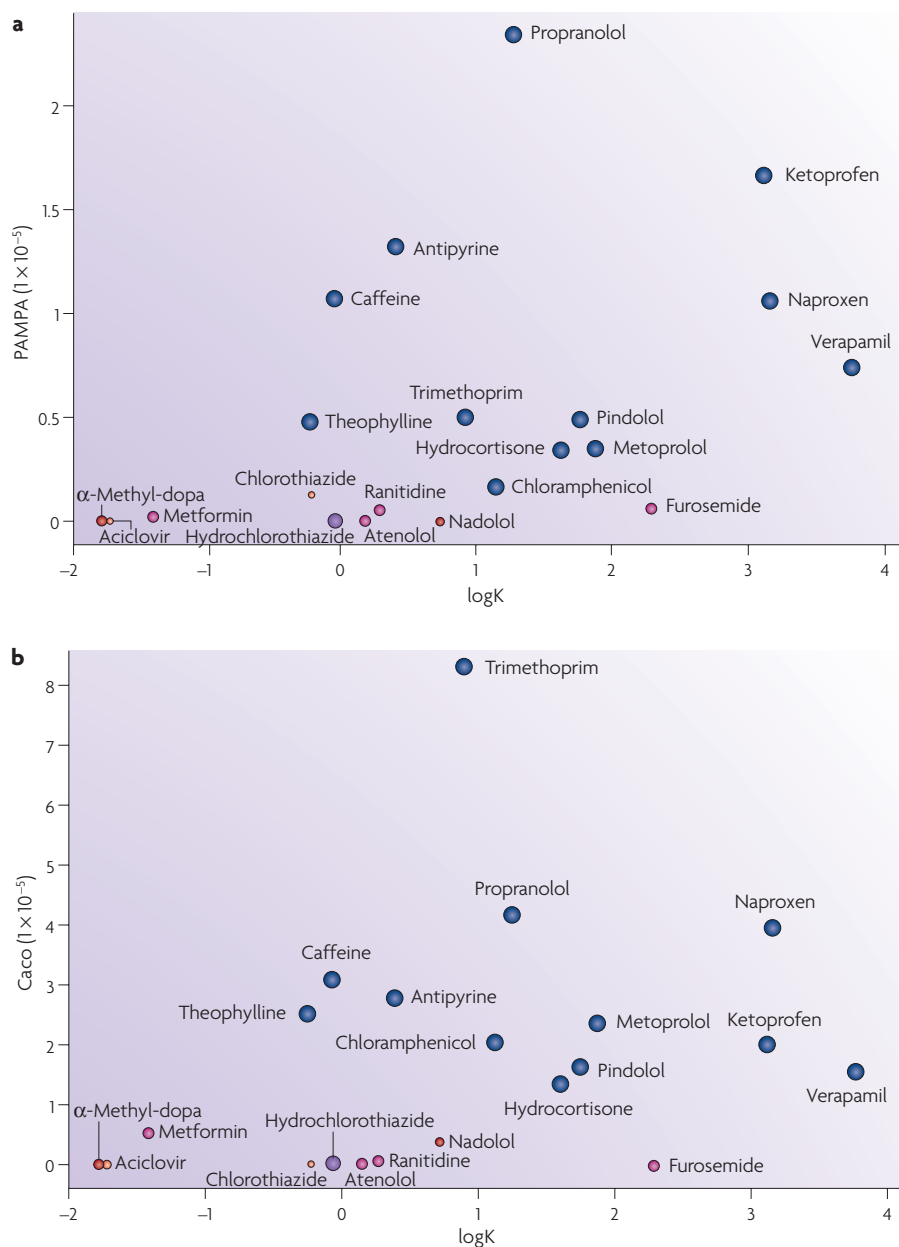 a
Propranolol
2
Ketoprofen
1.5
Antipyrine
PAMPA (1 × 10⁻⁵)
Caffeine
Naproxen
1
Verapamil
Trimethoprim
0.5
Theophylline
Pindolol
Hydrocortisone
Metoprolol
Chlorothiazide
Chloramphenicol
α-Methyl-dopa
Ranitidine
Furosemide
Metformin
Nadolol
0
Aciclovir
Hydrochlorothiazide
Atenolol
−2 −1 0 1 2 3 4
logK
b
Trimethoprim
8
7
6
5
Propranolol
Naproxen
4
Caco (1 × 10⁻⁵)
Caffeine
3
Antipyrine
Theophylline
Metoprolol
Ketoprofen
Chloramphenicol
2
Pindolol
Verapamil
Hydrocortisone
α-Methyl-dopa
1
Hydrochlorothiazide
Metformin
Nadolol
Aciclovir
Ranitidine
Furosemide
0
Chlorothiazide
Atenolol
−2 −1 0 1 2 3 4
logK